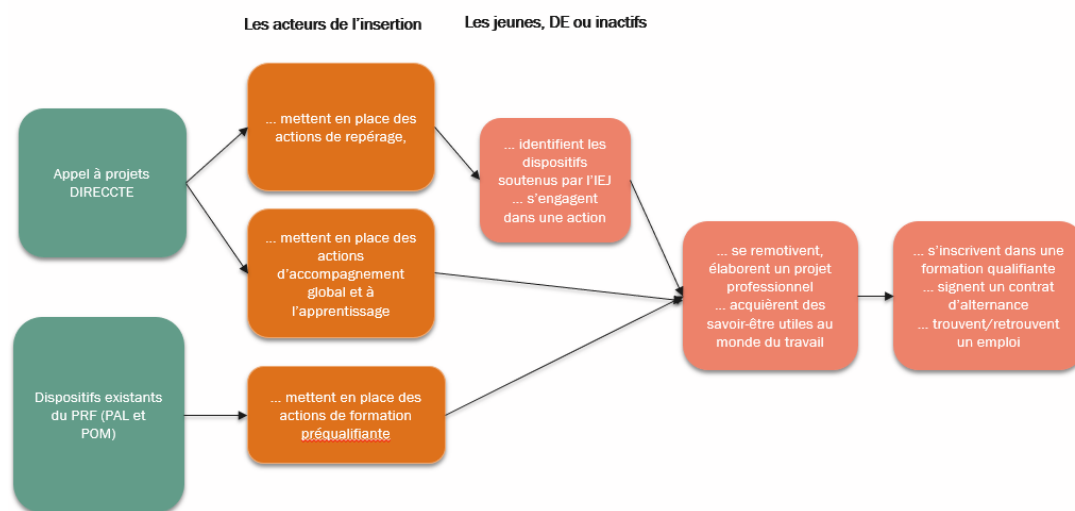 Les acteurs de l’insertion
Les jeunes, DE ou inactifs
Appel à projets
DIRECCTE
... mettent en place des
actions de repérage,
... identifient les
dispositifs
soutenus par l’IEJ
... s’engagent
dans une action
... mettent en place des
actions
d’accompagnement
global et à
l’apprentissage
... se remotivent,
élaborent un projet
professionnel
... acquièrent des
savoir-être utiles au
monde du travail
... s’inscrivent dans une
formation qualifiante
... signent un contrat
d’alternance
... trouvent/retrouvent
un emploi
Dispositifs existants
du PRF (PAL et
POM)
... mettent en place des
actions de formation
préqualifiante